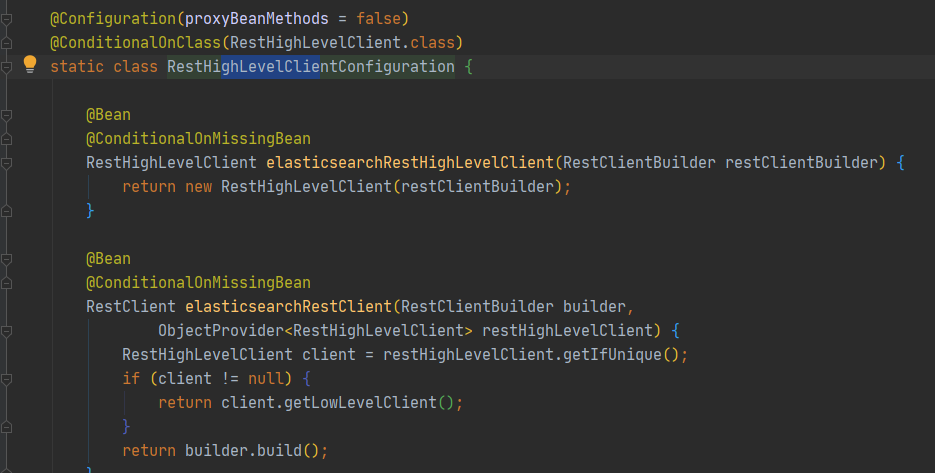 @Configuration(proxyBeanMethods = false)
@ConditionalOnClass(RestHighLevelClient.class)
static class RestHighLevelClientConfiguration {
@Bean
@ConditionalOnMissingBean
RestHighLevelClient elasticsearchRestHighLevelClient(RestClientBuilder restClientBuilder) {
return new RestHighLevelClient(restClientBuilder);
}
@Bean
@ConditionalOnMissingBean
RestClient elasticsearchRestClient(RestClientBuilder builder,
ObjectProvider<RestHighLevelClient> restHighLevelClient) {
RestHighLevelClient client = restHighLevelClient.getIfUnique();
if (client != null) {
return client.getLowLevelClient();
}
return builder.build();
}